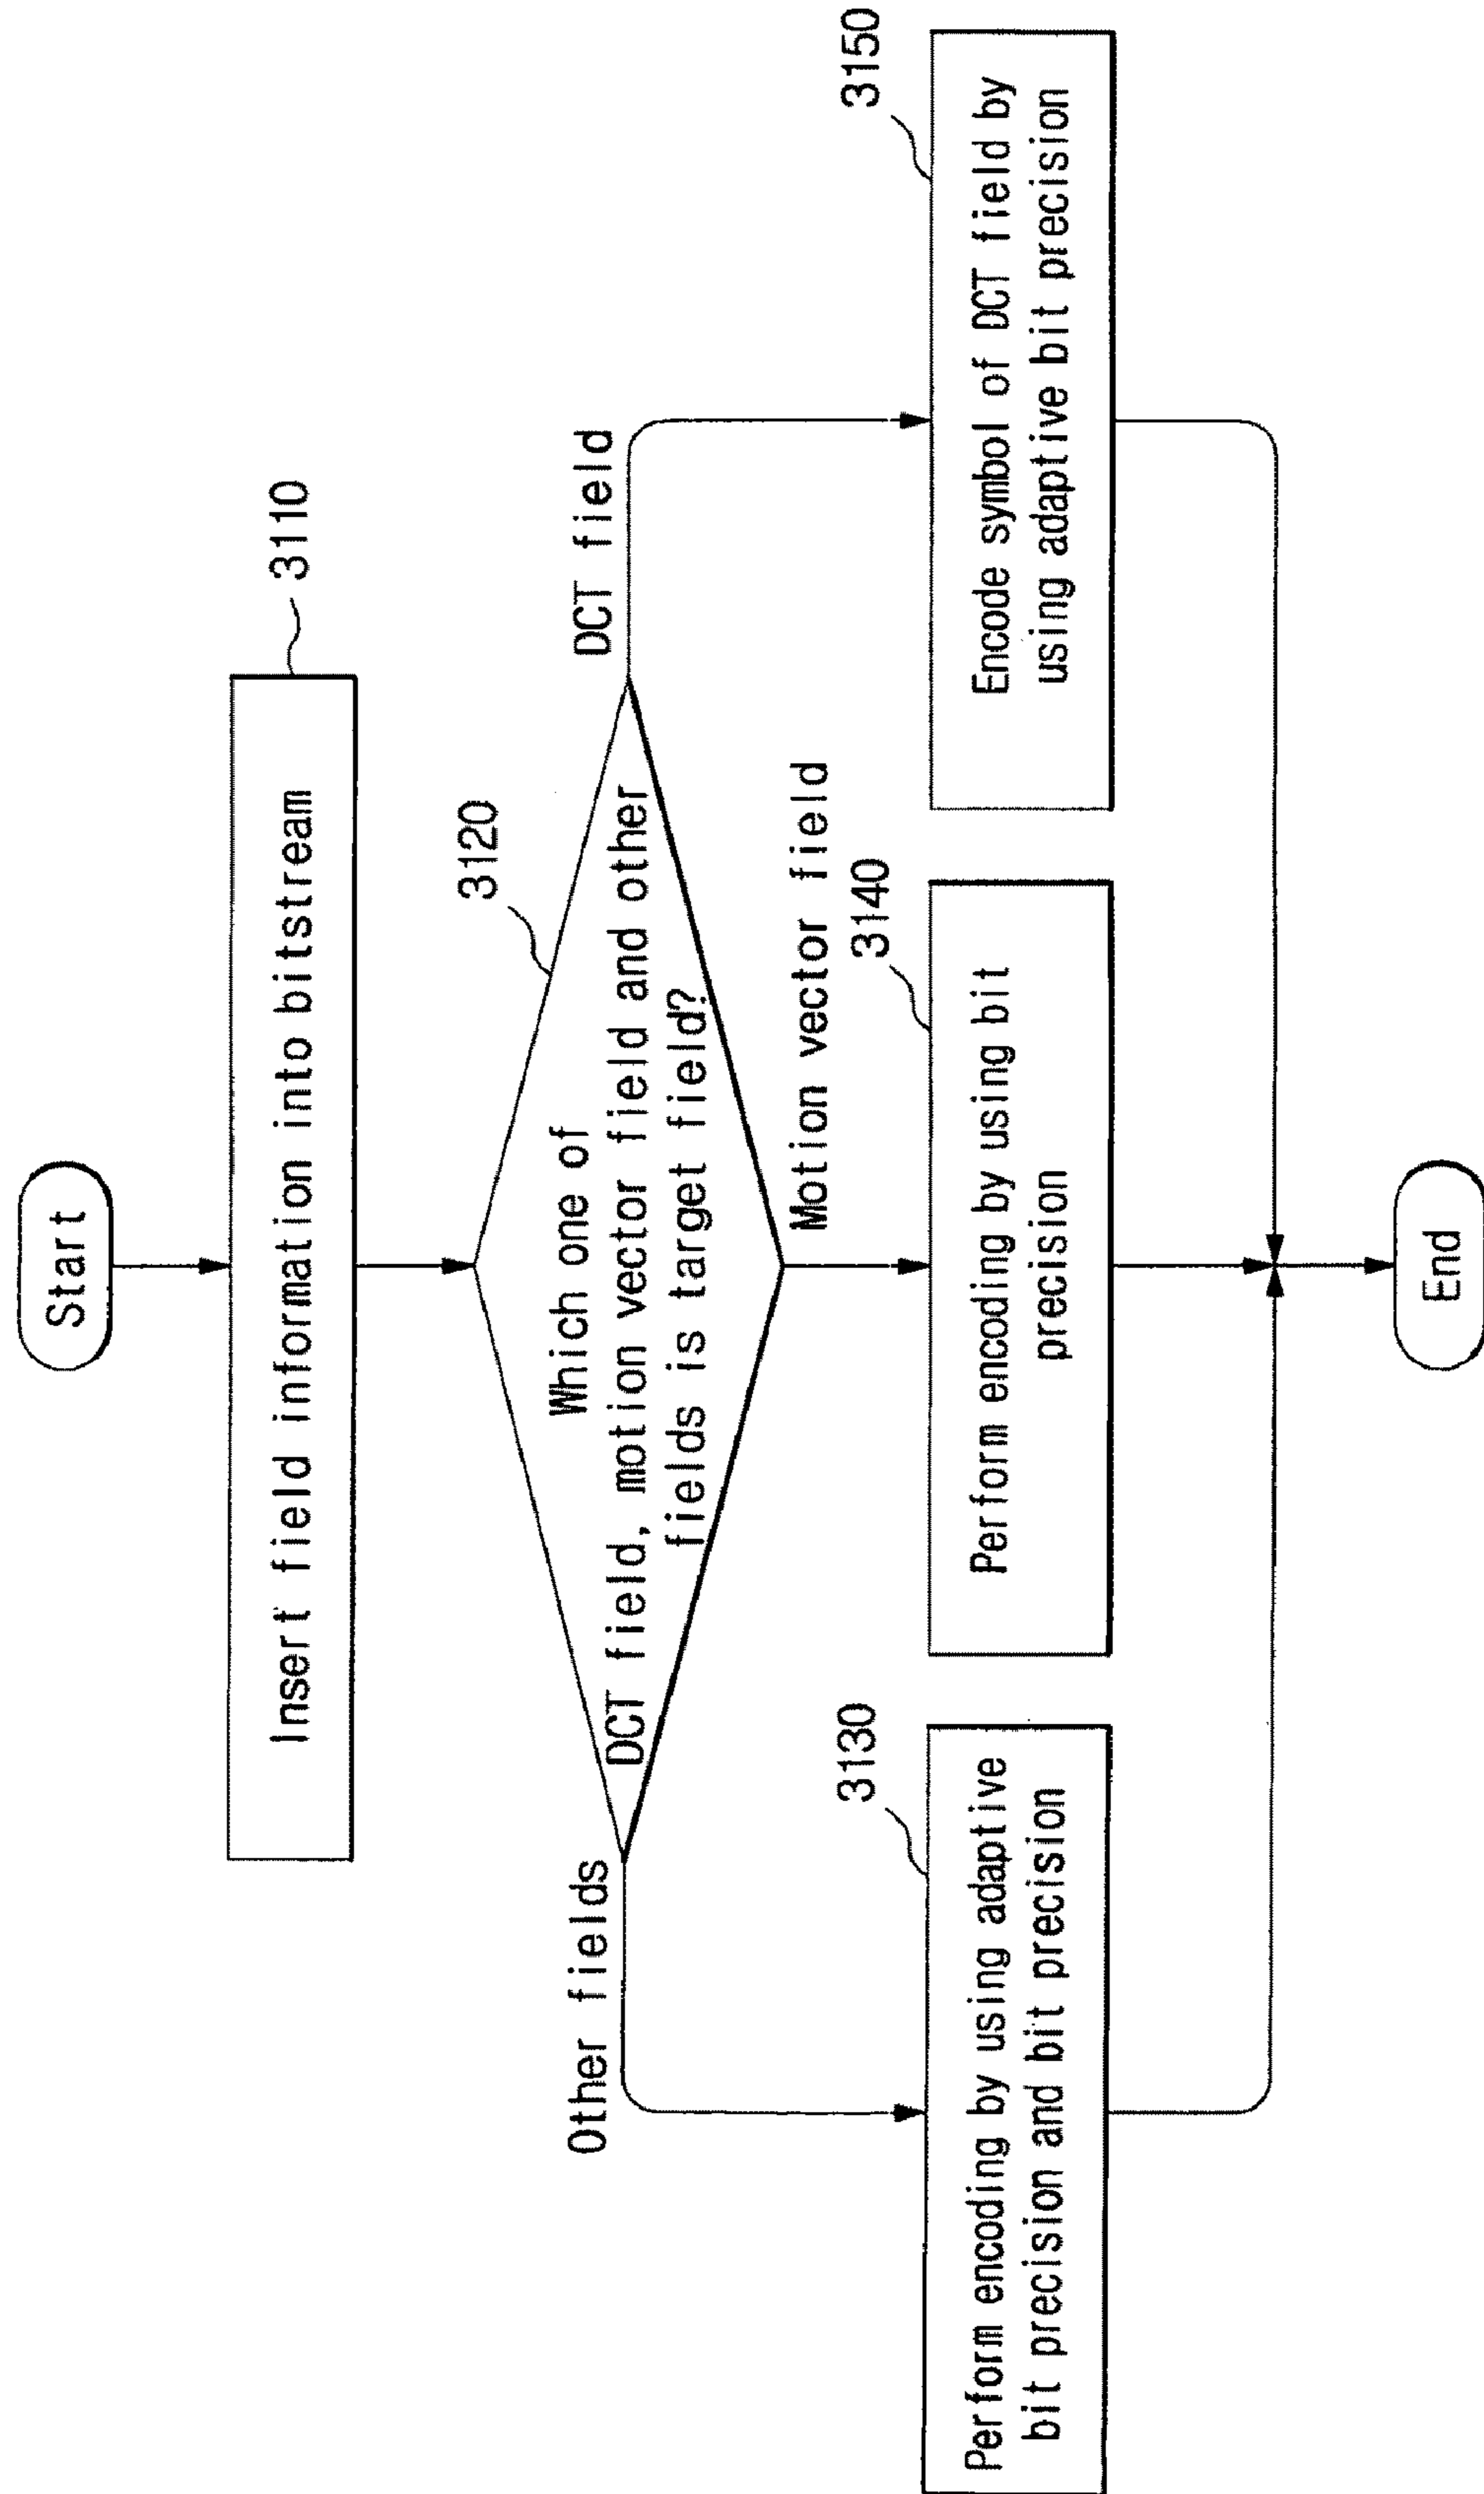 Start
Insert field information into bitstream
3110
3120
Which one of
DCT field, motion vector field and other
fields is target field?
Other fields
DCT field
Motion vector field
3130
Perform encoding by using adaptive
bit precision and bit precision
3140
Perform encoding by using bit
precision
3150
Encode symbol of DCT field by
using adaptive bit precision
End